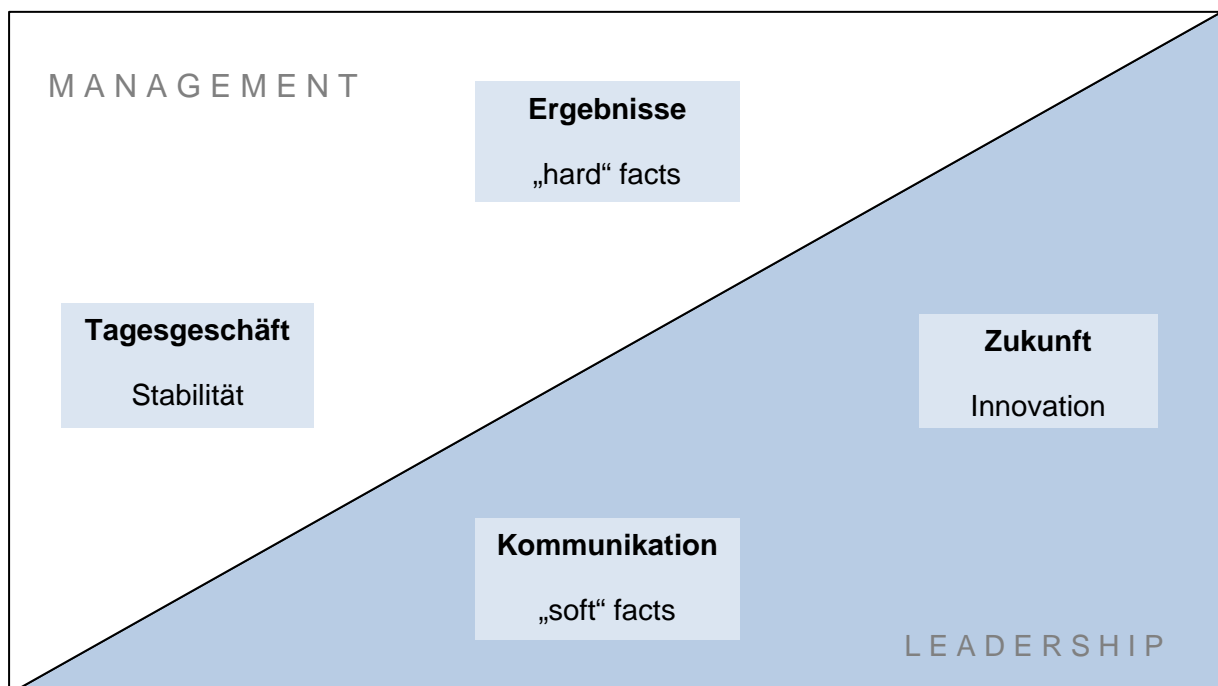 MANAGEMENT
Ergebnisse
„hard“ facts
Tagesgeschäft
Stabilität
Zukunft
Innovation
Kommunikation
„soft“ facts
LEADERSHIP